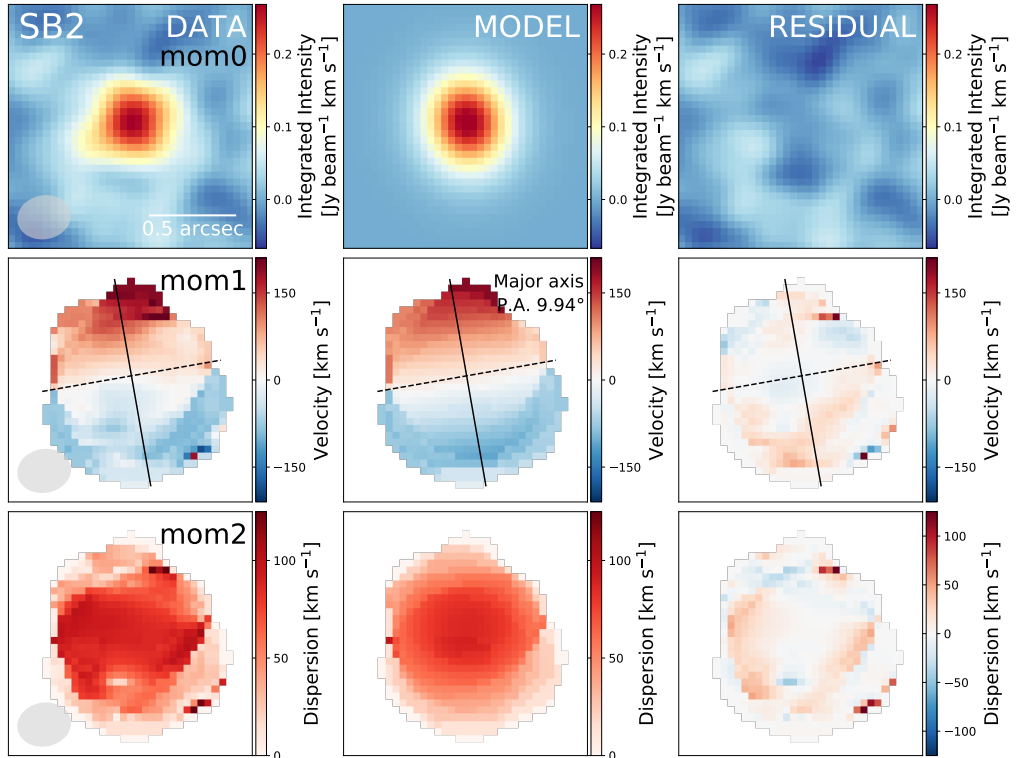 SB2 DATA
mom0
0.5 arcsec
0.2
0.1
0.0
Integrated Intensity
[Jy beam⁻¹ km s⁻¹]
MODEL
0.2
0.1
0.0
Integrated Intensity
[Jy beam⁻¹ km s⁻¹]
RESIDUAL
0.2
0.1
0.0
Integrated Intensity
[Jy beam⁻¹ km s⁻¹]
mom1
150
0
−150
Velocity [km s⁻¹]
Major axis
P.A. 9.94°
150
0
−150
Velocity [km s⁻¹]
150
0
−150
Velocity [km s⁻¹]
mom2
100
50
0
Dispersion [km s⁻¹]
100
50
0
Dispersion [km s⁻¹]
100
50
0
−50
−100
Dispersion [km s⁻¹]